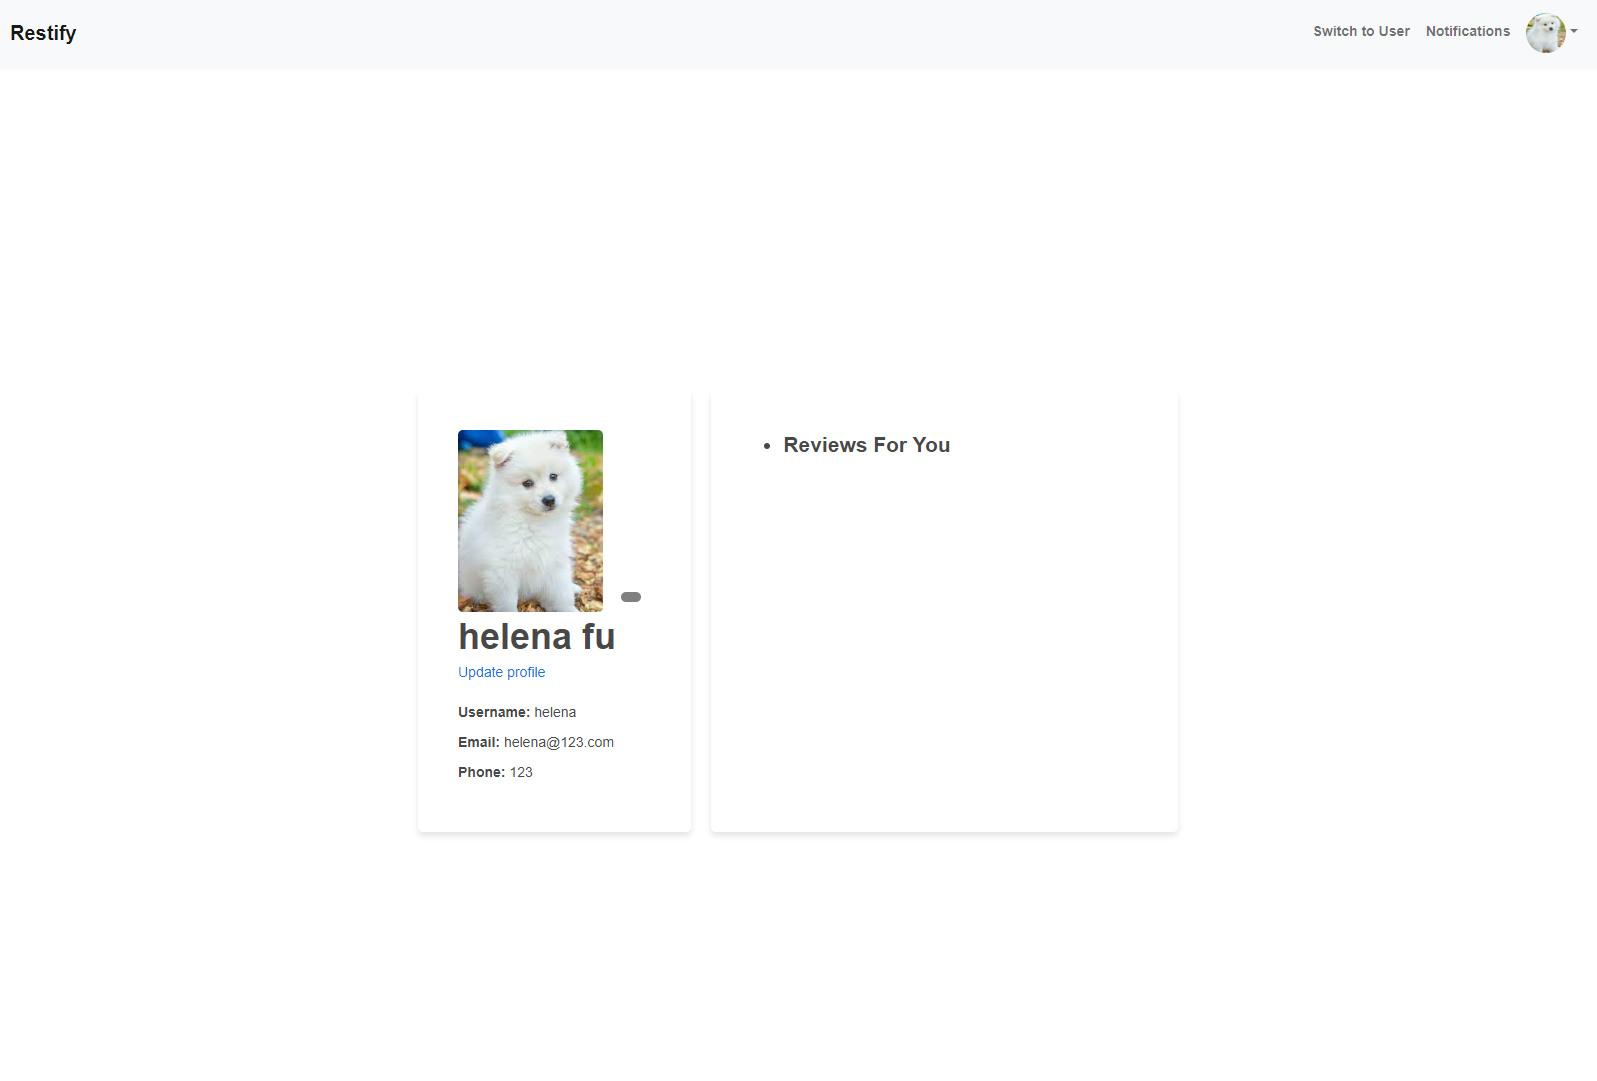 Restify
Switch to User
Notifications
Reviews For You
helena fu
Update profile
Username: helena
Email: helena@123.com
Phone: 123